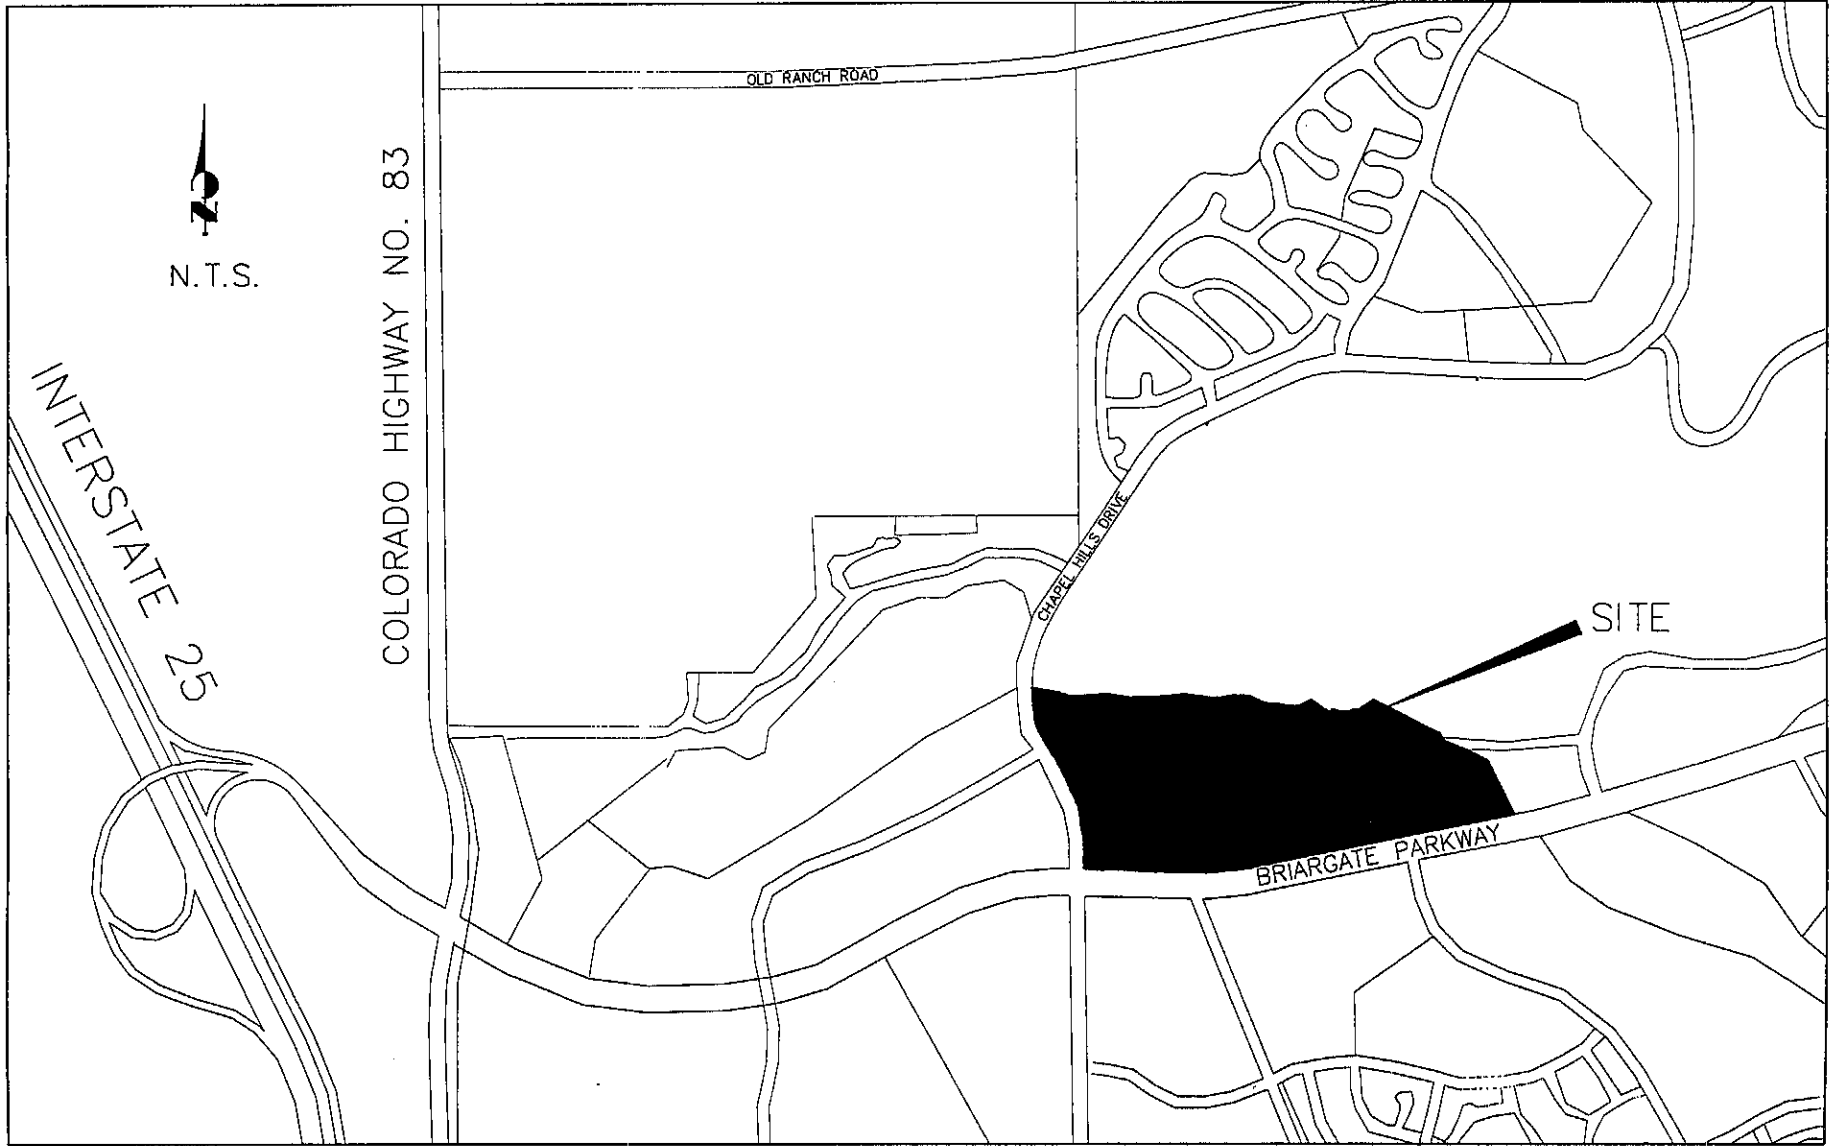 OLD RANCH ROAD
N
N.T.S.
COLORADO HIGHWAY NO. 83
INTERSTATE 25
CHAPEL HILLS DRIVE
SITE
BRIARGATE PARKWAY